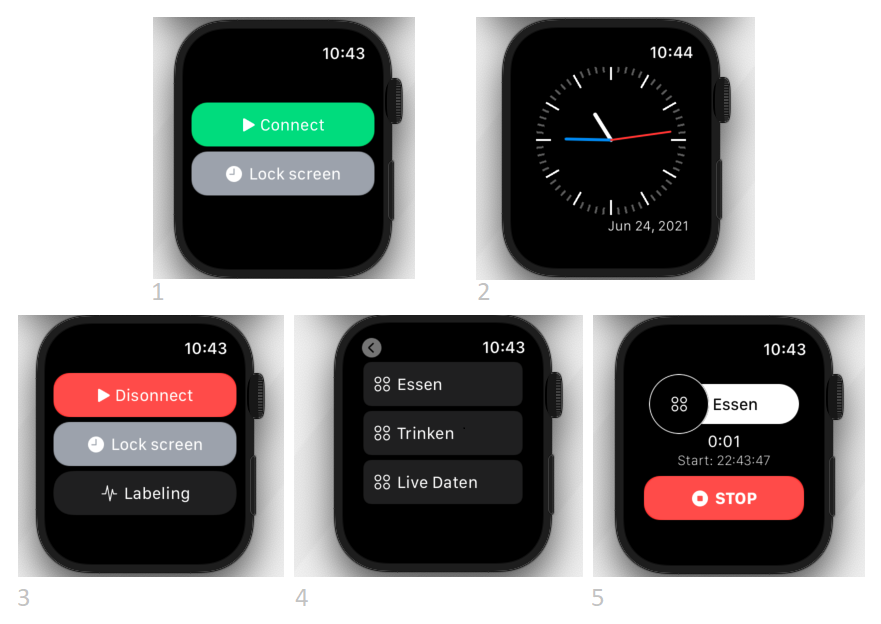 10:43
Connect
Lock screen
1
10:44
Jun 24, 2021
2
10:43
Disonnect
Lock screen
Labeling
3
10:43
Essen
Trinken
Live Daten
4
10:43
Essen
0:01
Start: 22:43:47
STOP
5